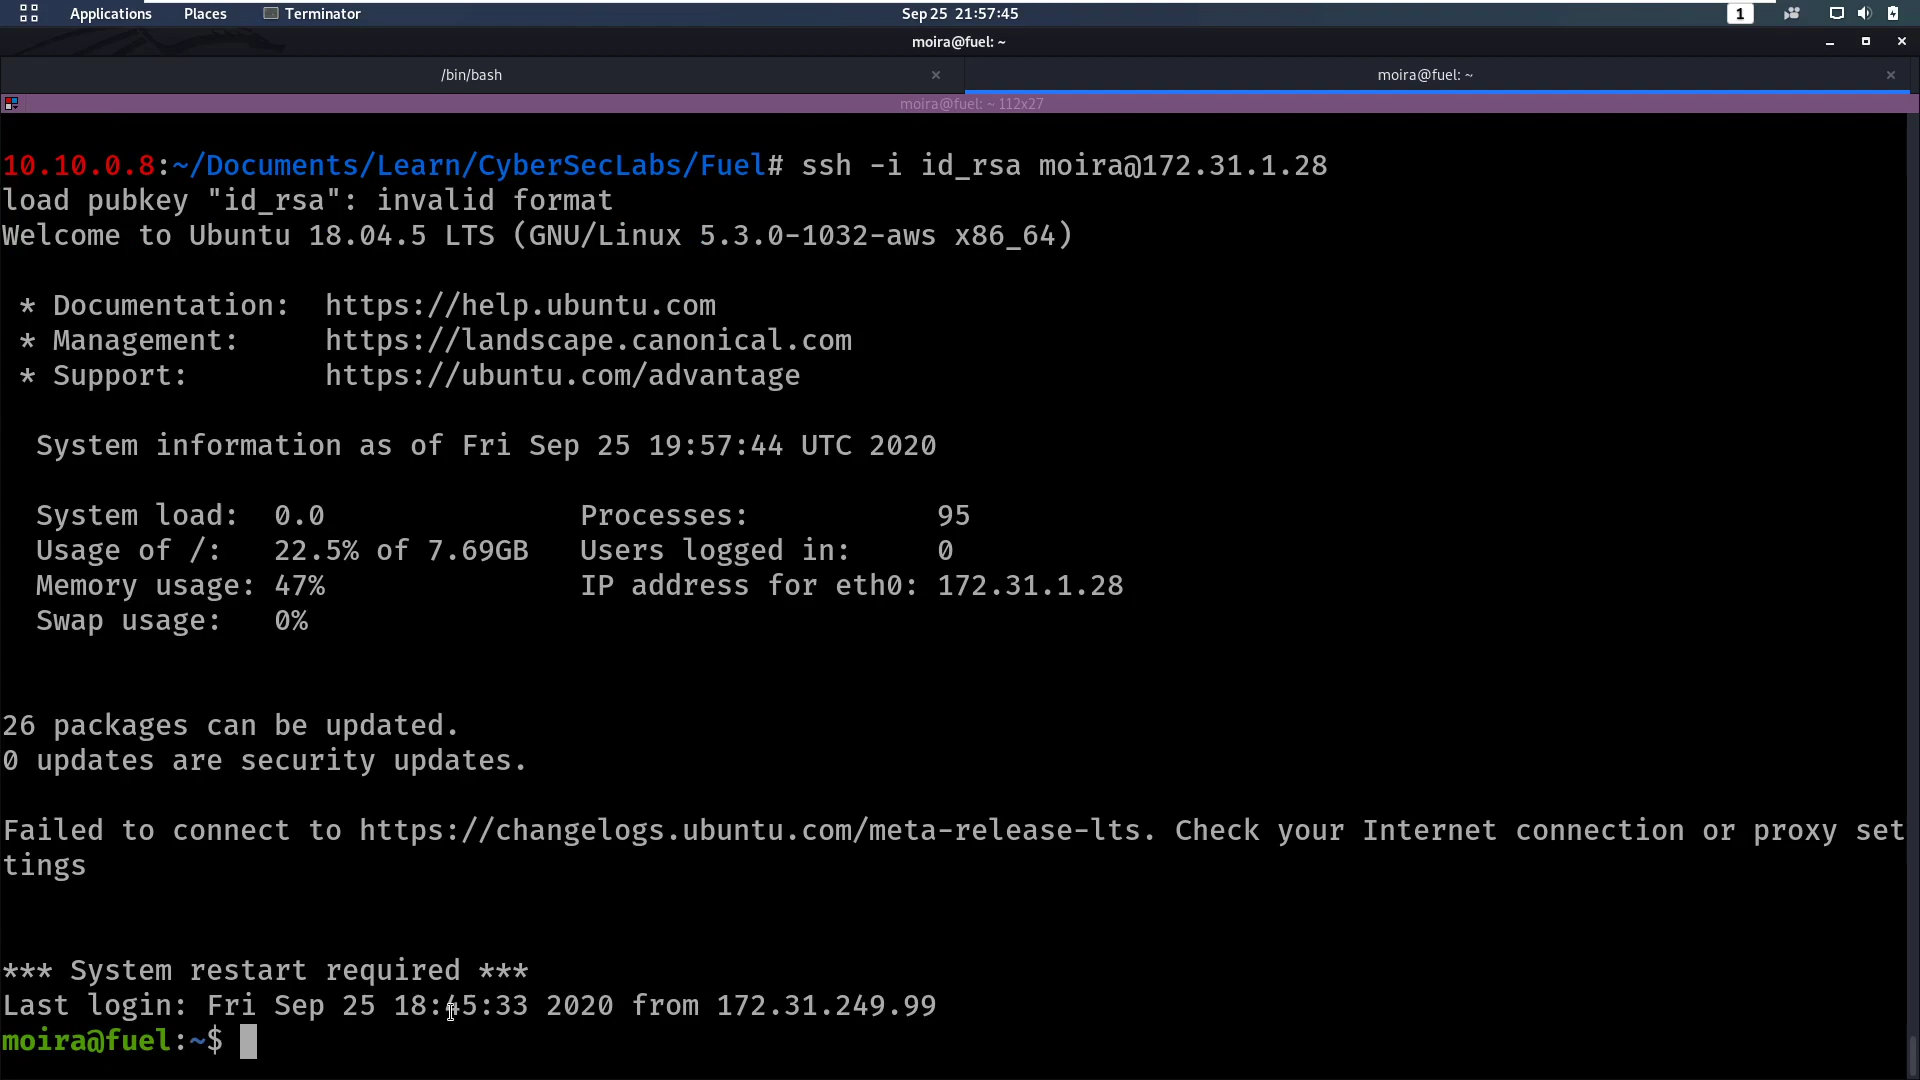 Applications Places Terminator Sep 25 21:57:45 1
moira@fuel: ~
/bin/bash × moira@fuel: ~ ×
moira@fuel: ~ 112x27
10.10.0.8:~/Documents/Learn/CyberSecLabs/Fuel# ssh -i id_rsa moira@172.31.1.28
load pubkey "id_rsa": invalid format
Welcome to Ubuntu 18.04.5 LTS (GNU/Linux 5.3.0-1032-aws x86_64)
* Documentation:  https://help.ubuntu.com
* Management:     https://landscape.canonical.com
* Support:        https://ubuntu.com/advantage
System information as of Fri Sep 25 19:57:44 UTC 2020
System load:  0.0               Processes:           95
Usage of /:   22.5% of 7.69GB   Users logged in:     0
Memory usage: 47%               IP address for eth0: 172.31.1.28
Swap usage:   0%
26 packages can be updated.
0 updates are security updates.
Failed to connect to https://changelogs.ubuntu.com/meta-release-lts. Check your Internet connection or proxy set
tings
*** System restart required ***
Last login: Fri Sep 25 18:45:33 2020 from 172.31.249.99
moira@fuel:~$